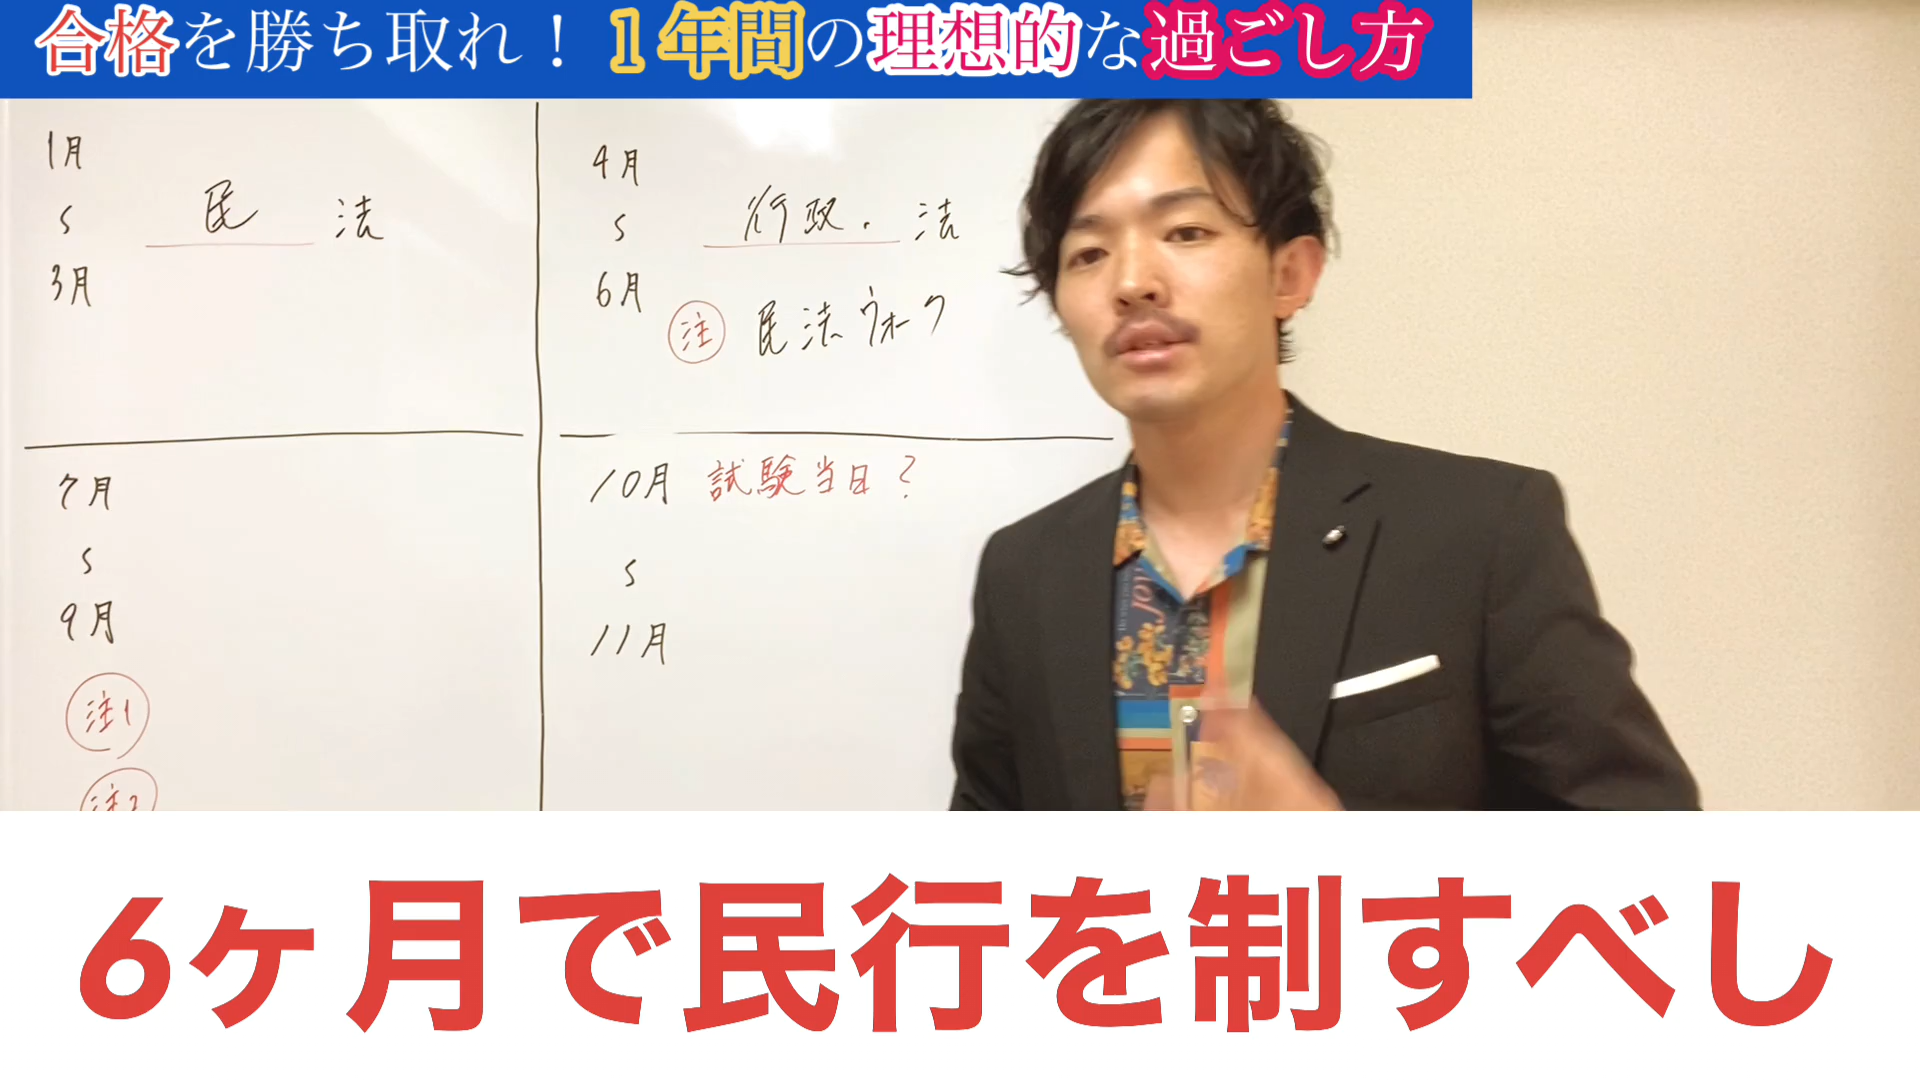 合格を勝ち取れ！１年間の理想的な過ごし方
1月
S
3月
民 法
4月
S
6月
行政.法
注 民法ウォーク
7月
S
9月
注1
注2
10月 試験当日?
S
11月
6ヶ月で民行を制すべし